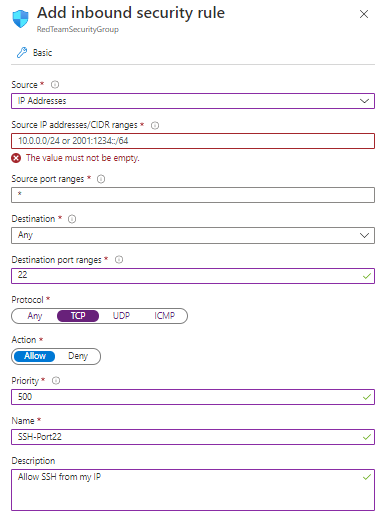 Add inbound security rule
RedTeamSecurityGroup
Basic
Source *
IP Addresses
Source IP addresses/CIDR ranges *
10.0.0.0/24 or 2001:1234::/64
The value must not be empty.
Source port ranges *
*
Destination *
Any
Destination port ranges *
22
Protocol *
Any TCP UDP ICMP
Action *
Allow Deny
Priority *
500
Name *
SSH-Port22
Description
Allow SSH from my IP